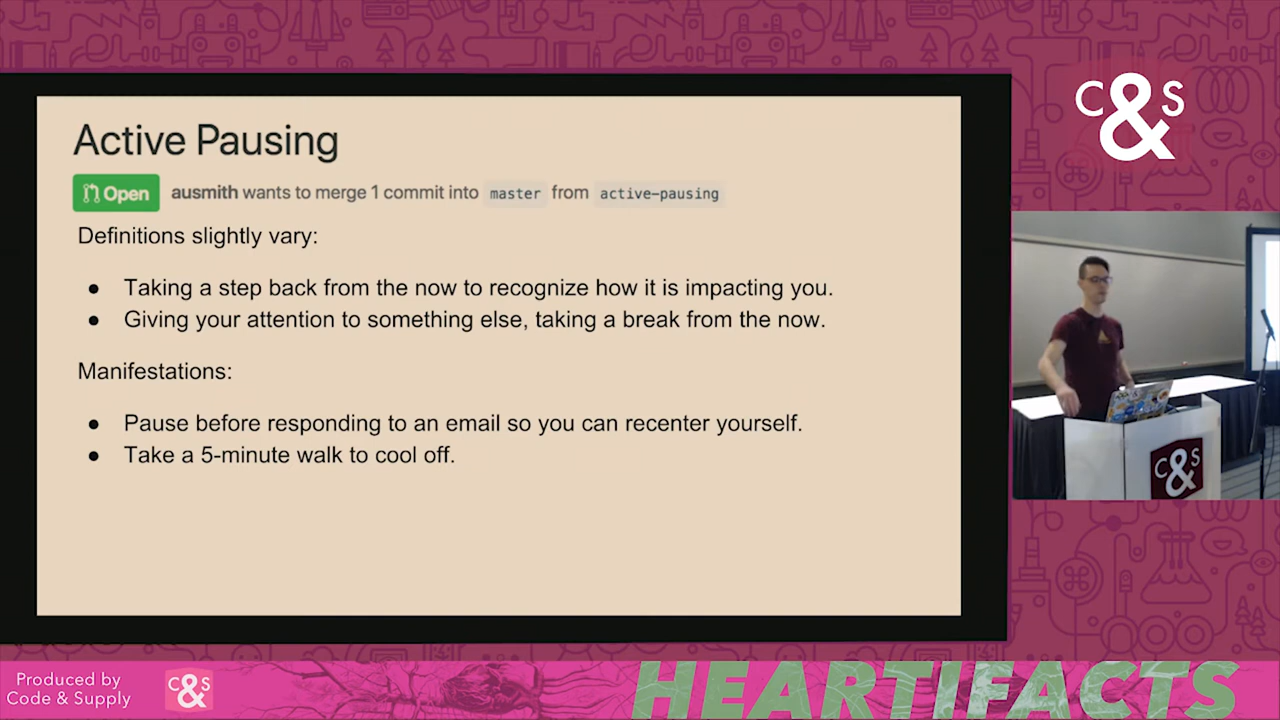 Active Pausing
Open ausmith wants to merge 1 commit into master from active-pausing
Definitions slightly vary:
● Taking a step back from the now to recognize how it is impacting you.
● Giving your attention to something else, taking a break from the now.
Manifestations:
● Pause before responding to an email so you can recenter yourself.
● Take a 5-minute walk to cool off.
C&S
C&S
Produced by
Code & Supply
C&S
HEARTIFACTS